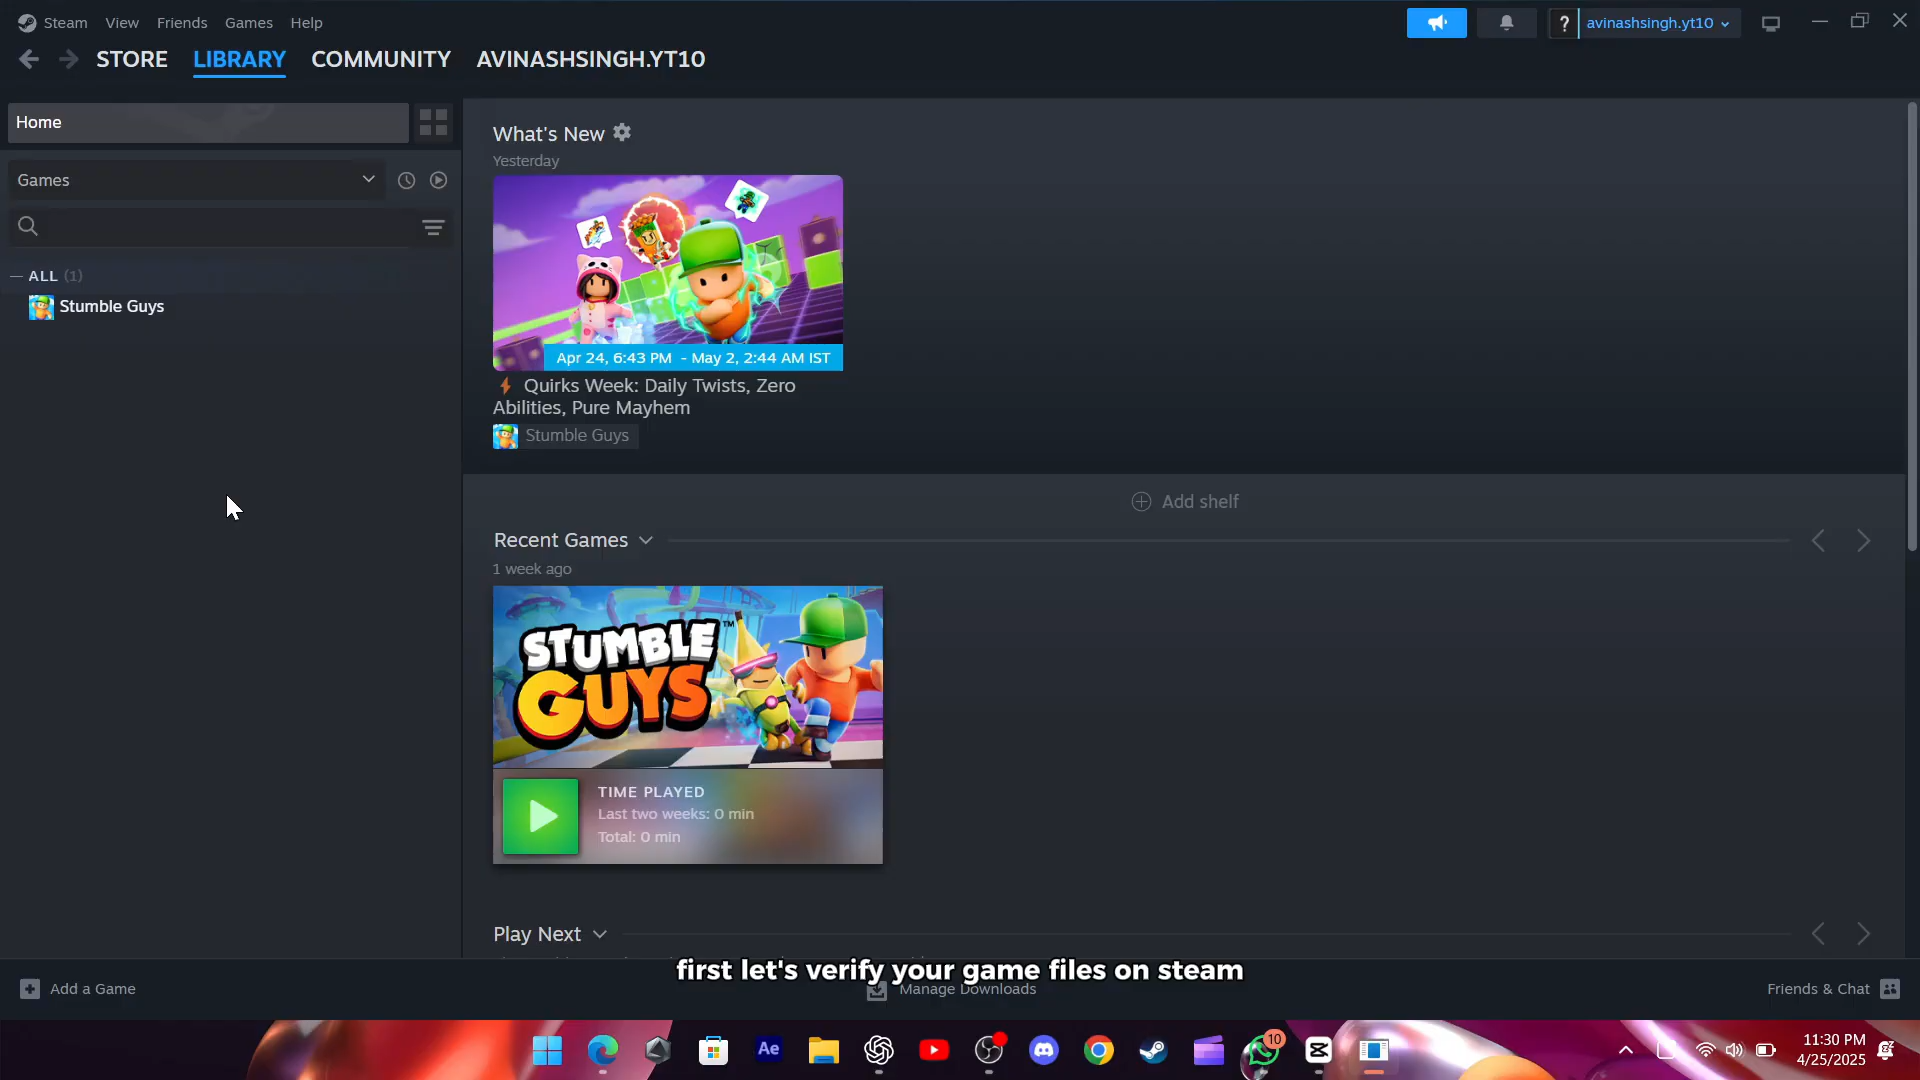 Steam View Friends Games Help
? avinashsingh.yt10
STORE LIBRARY COMMUNITY AVINASHSINGH.YT10
Home
Games
ALL (1)
Stumble Guys
What's New
Yesterday
Apr 24, 6:43 PM - May 2, 2:44 AM IST
Quirks Week: Daily Twists, Zero
Abilities, Pure Mayhem
Stumble Guys
Add shelf
Recent Games
1 week ago
STUMBLE™
GUYS
TIME PLAYED
Last two weeks: 0 min
Total: 0 min
Play Next
first let's verify your game files on steam
Add a Game
Manage Downloads
Friends & Chat
Ae
10
11:30 PM
4/25/2025